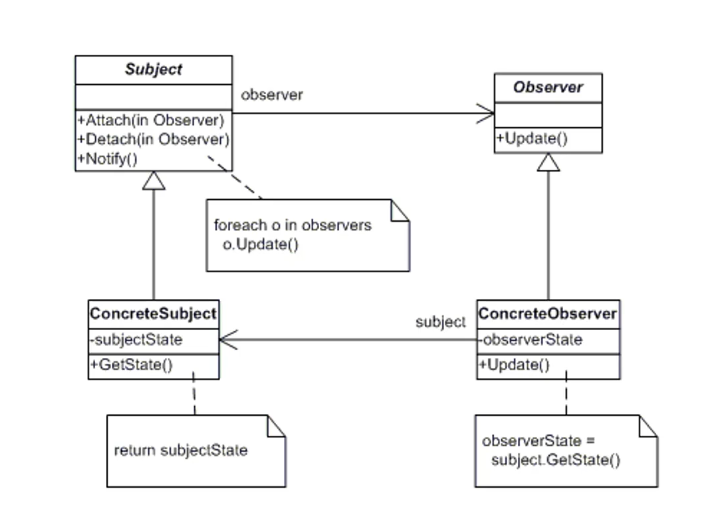 Subject
observer
Observer
+Attach(in Observer)
+Detach(in Observer)
+Notify()
+Update()
foreach o in observers
o.Update()
ConcreteSubject
-subjectState
+GetState()
subject
ConcreteObserver
-observerState
+Update()
return subjectState
observerState =
subject.GetState()